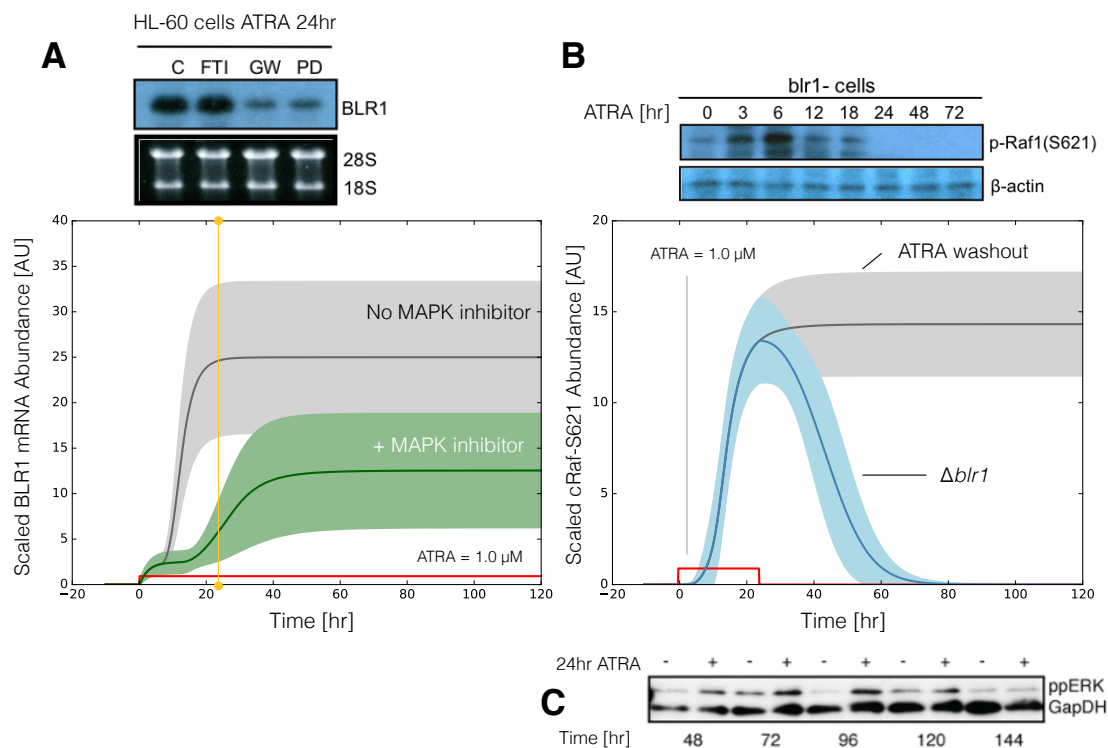 HL-60 cells ATRA 24hr
A
C FTI GW PD
BLR1
28S
18S
Scaled BLR1 mRNA Abundance [AU]
40
35
30
25
20
15
10
5
0
No MAPK inhibitor
+ MAPK inhibitor
ATRA = 1.0 μM
−20 0 20 40 60 80 100 120
Time [hr]
B
blr1- cells
ATRA [hr] 0 3 6 12 18 24 48 72
p-Raf1(S621)
β-actin
Scaled cRaf-S621 Abundance [AU]
20
15
10
5
0
ATRA = 1.0 μM
ATRA washout
Δblr1
−20 0 20 40 60 80 100 120
Time [hr]
C
24hr ATRA - + - + - + - + - +
ppERK
GapDH
Time [hr] 48 72 96 120 144